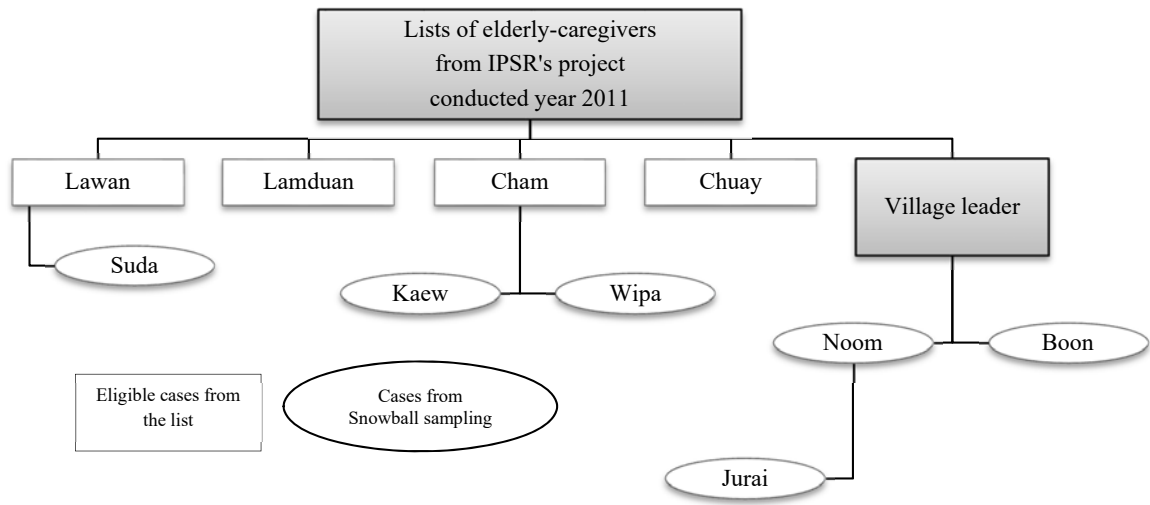 Lists of elderly-caregivers
from IPSR's project
conducted year 2011
Lawan
Lamduan
Cham
Chuay
Village leader
Suda
Kaew
Wipa
Noom
Boon
Eligible cases from
the list
Cases from
Snowball sampling
Jurai